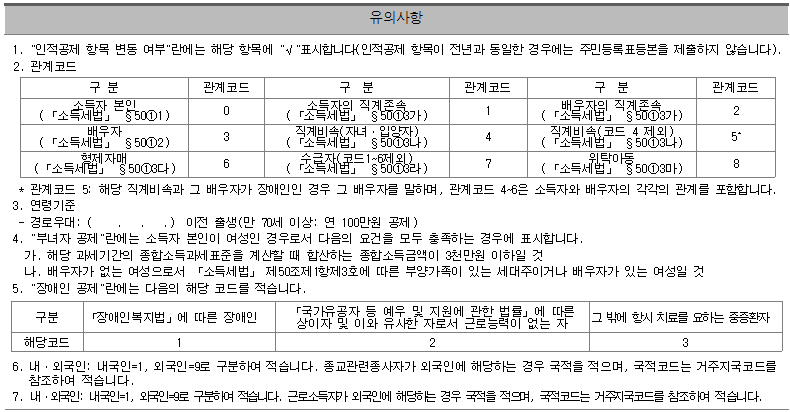 유의사항
1. "인적공제 항목 변동 여부"란에는 해당 항목에 "√"표시합니다(인적공제 항목이 전년과 동일한 경우에는 주민등록표등본을 제출하지 않습니다).
2. 관계코드
구 분 관계코드 구 분 관계코드 구 분 관계코드
소득자 본인 (「소득세법」 §50①1) 0 소득자의 직계존속 (「소득세법」 §50①3가) 1 배우자의 직계존속 (「소득세법」 §50①3가) 2
배우자 (「소득세법」 §50①2) 3 직계비속(자녀·입양자) (「소득세법」 §50①3나) 4 직계비속(코드 4 제외) (「소득세법」 §50①3나) 5*
형제자매 (「소득세법」 §50①3다) 6 수급자(코드1~6제외) (「소득세법」 §50①3라) 7 위탁아동 (「소득세법」 §50①3마) 8
* 관계코드 5: 해당 직계비속과 그 배우자가 장애인인 경우 그 배우자를 말하며, 관계코드 4~6은 소득자와 배우자의 각각의 관계를 포함합니다.
3. 연령기준
- 경로우대: ( . . . ) 이전 출생(만 70세 이상: 연 100만원 공제)
4. "부녀자 공제"란에는 소득자 본인이 여성인 경우로서 다음의 요건을 모두 충족하는 경우에 표시합니다.
가. 해당 과세기간의 종합소득과세표준을 계산할 때 합산하는 종합소득금액이 3천만원 이하일 것
나. 배우자가 없는 여성으로서 「소득세법」 제50조제1항제3호에 따른 부양가족이 있는 세대주이거나 배우자가 있는 여성일 것
5. "장애인 공제"란에는 다음의 해당 코드를 적습니다.
구분 「장애인복지법」에 따른 장애인 「국가유공자 등 예우 및 지원에 관한 법률」에 따른 상이자 및 이와 유사한 자로서 근로능력이 없는 자 그 밖에 항시 치료를 요하는 중증환자
해당코드 1 2 3
6. 내·외국인: 내국인=1, 외국인=9로 구분하여 적습니다. 종교관련종사자가 외국인에 해당하는 경우 국적을 적으며, 국적코드는 거주지국코드를
참조하여 적습니다.
7. 내·외국인: 내국인=1, 외국인=9로 구분하여 적습니다. 근로소득자가 외국인에 해당하는 경우 국적을 적으며, 국적코드는 거주지국코드를 참조하여 적습니다.